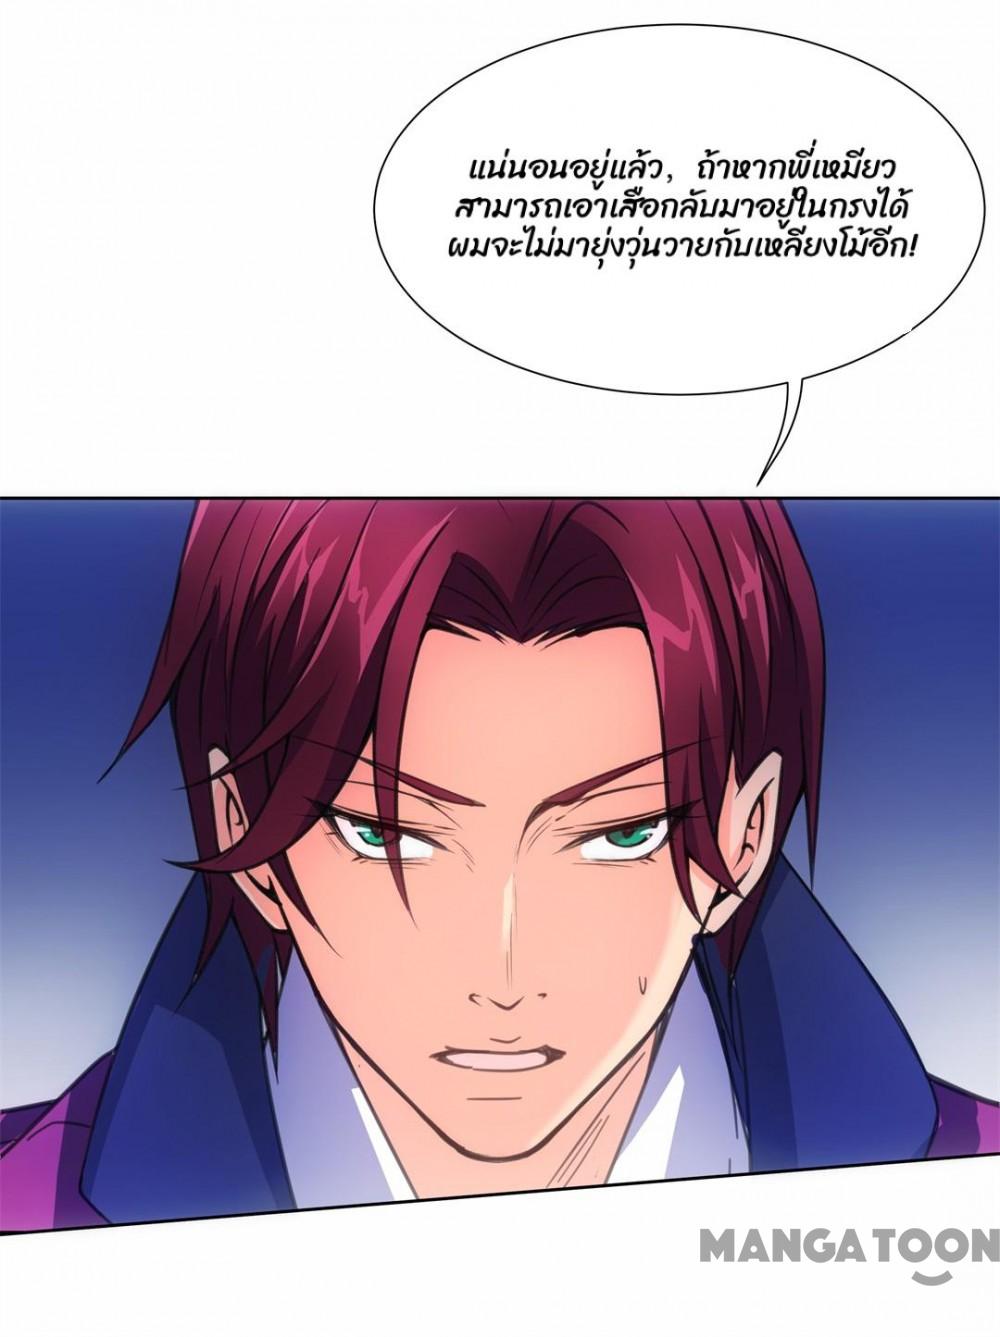 แน่นอนอยู่แล้ว, ถ้าหากพี่เหมียว
สามารถเอาเสือกลับมาอยู่ในกรงได้
ผมจะไม่มายุ่งวุ่นวายกับเหลียงโม้อีก!
MANGATOON